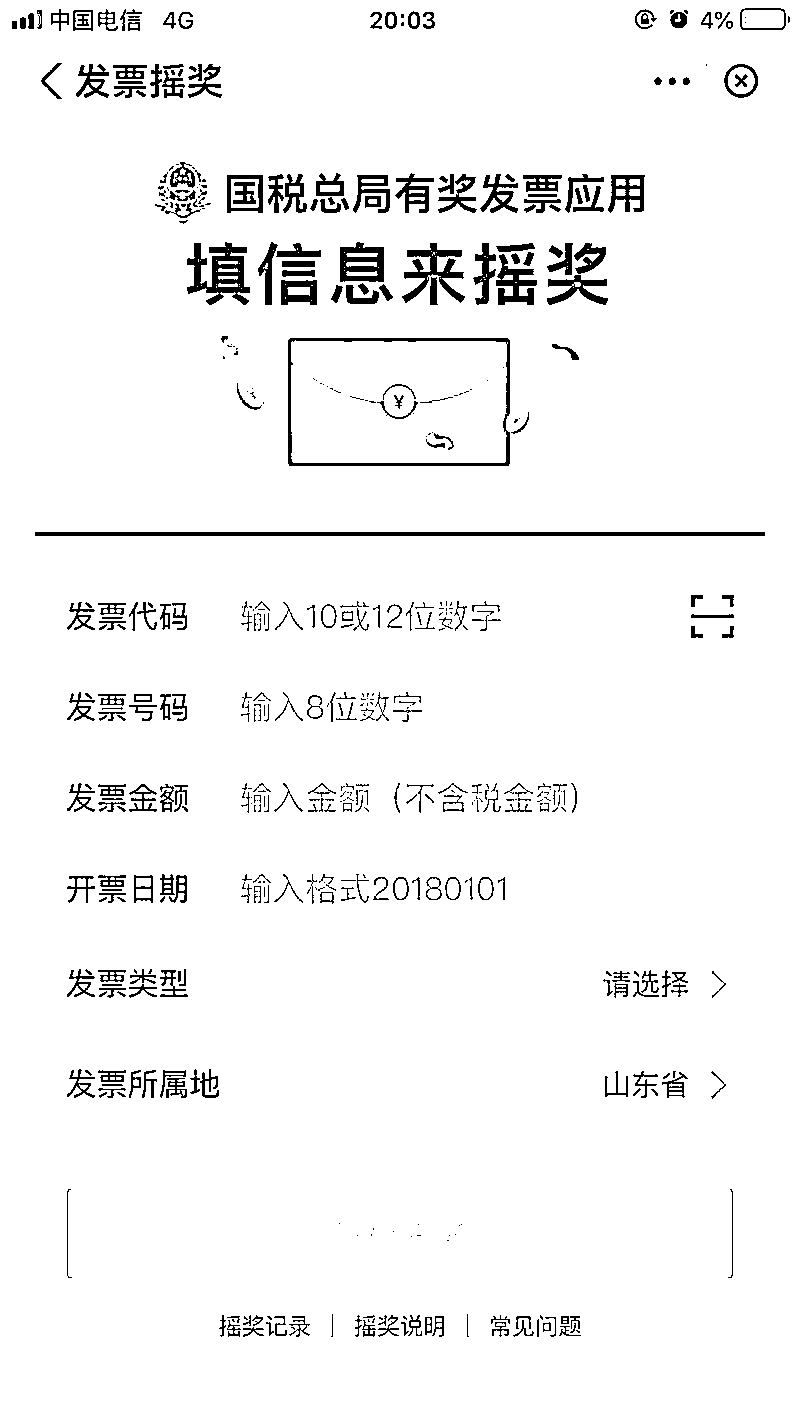 中国电信 4G 20:03 4%
发票摇奖
国税总局有奖发票应用
填信息来摇奖
¥
发票代码 输入10或12位数字
发票号码 输入8位数字
发票金额 输入金额（不含税金额）
开票日期 输入格式20180101
发票类型 请选择
发票所属地 山东省
摇奖记录 | 摇奖说明 | 常见问题